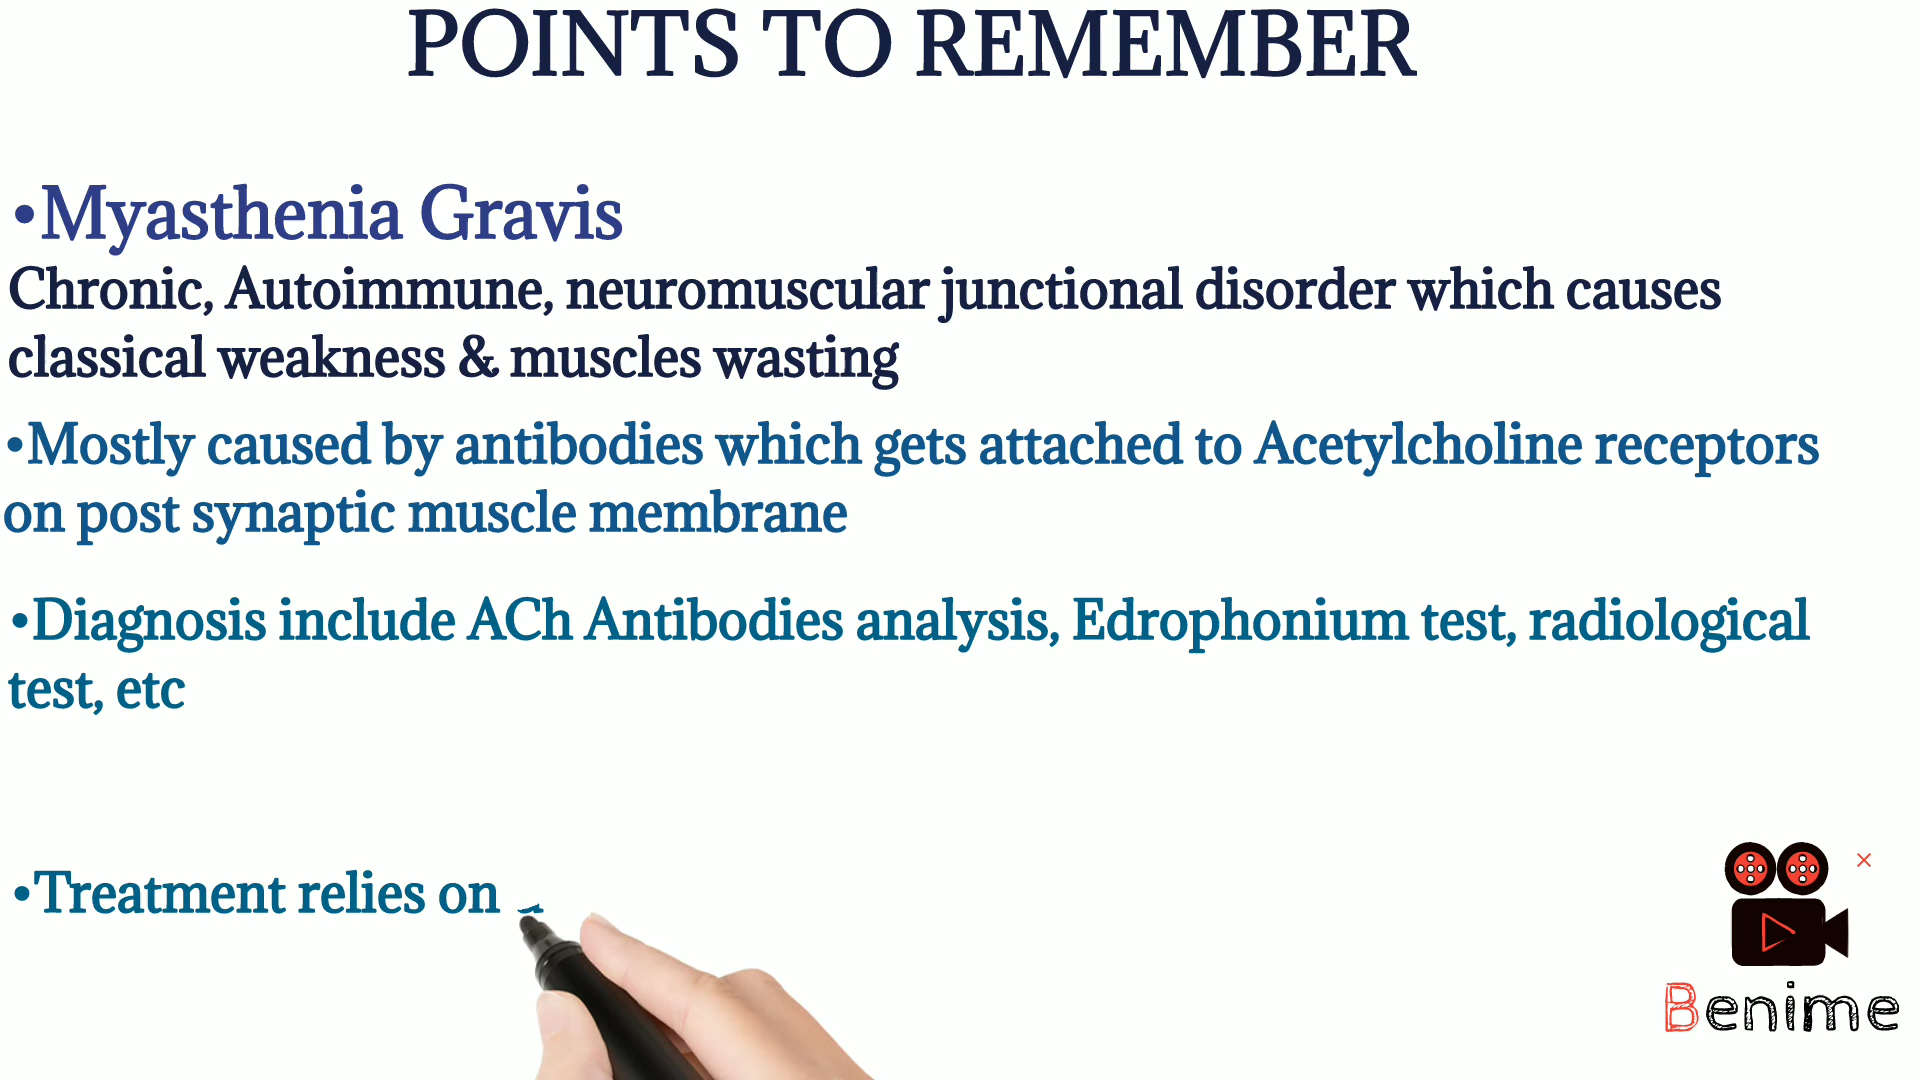 POINTS TO REMEMBER
•Myasthenia Gravis
Chronic, Autoimmune, neuromuscular junctional disorder which causes
classical weakness & muscles wasting
•Mostly caused by antibodies which gets attached to Acetylcholine receptors
on post synaptic muscle membrane
•Diagnosis include ACh Antibodies analysis, Edrophonium test, radiological
test, etc
•Treatment relies on
Benime